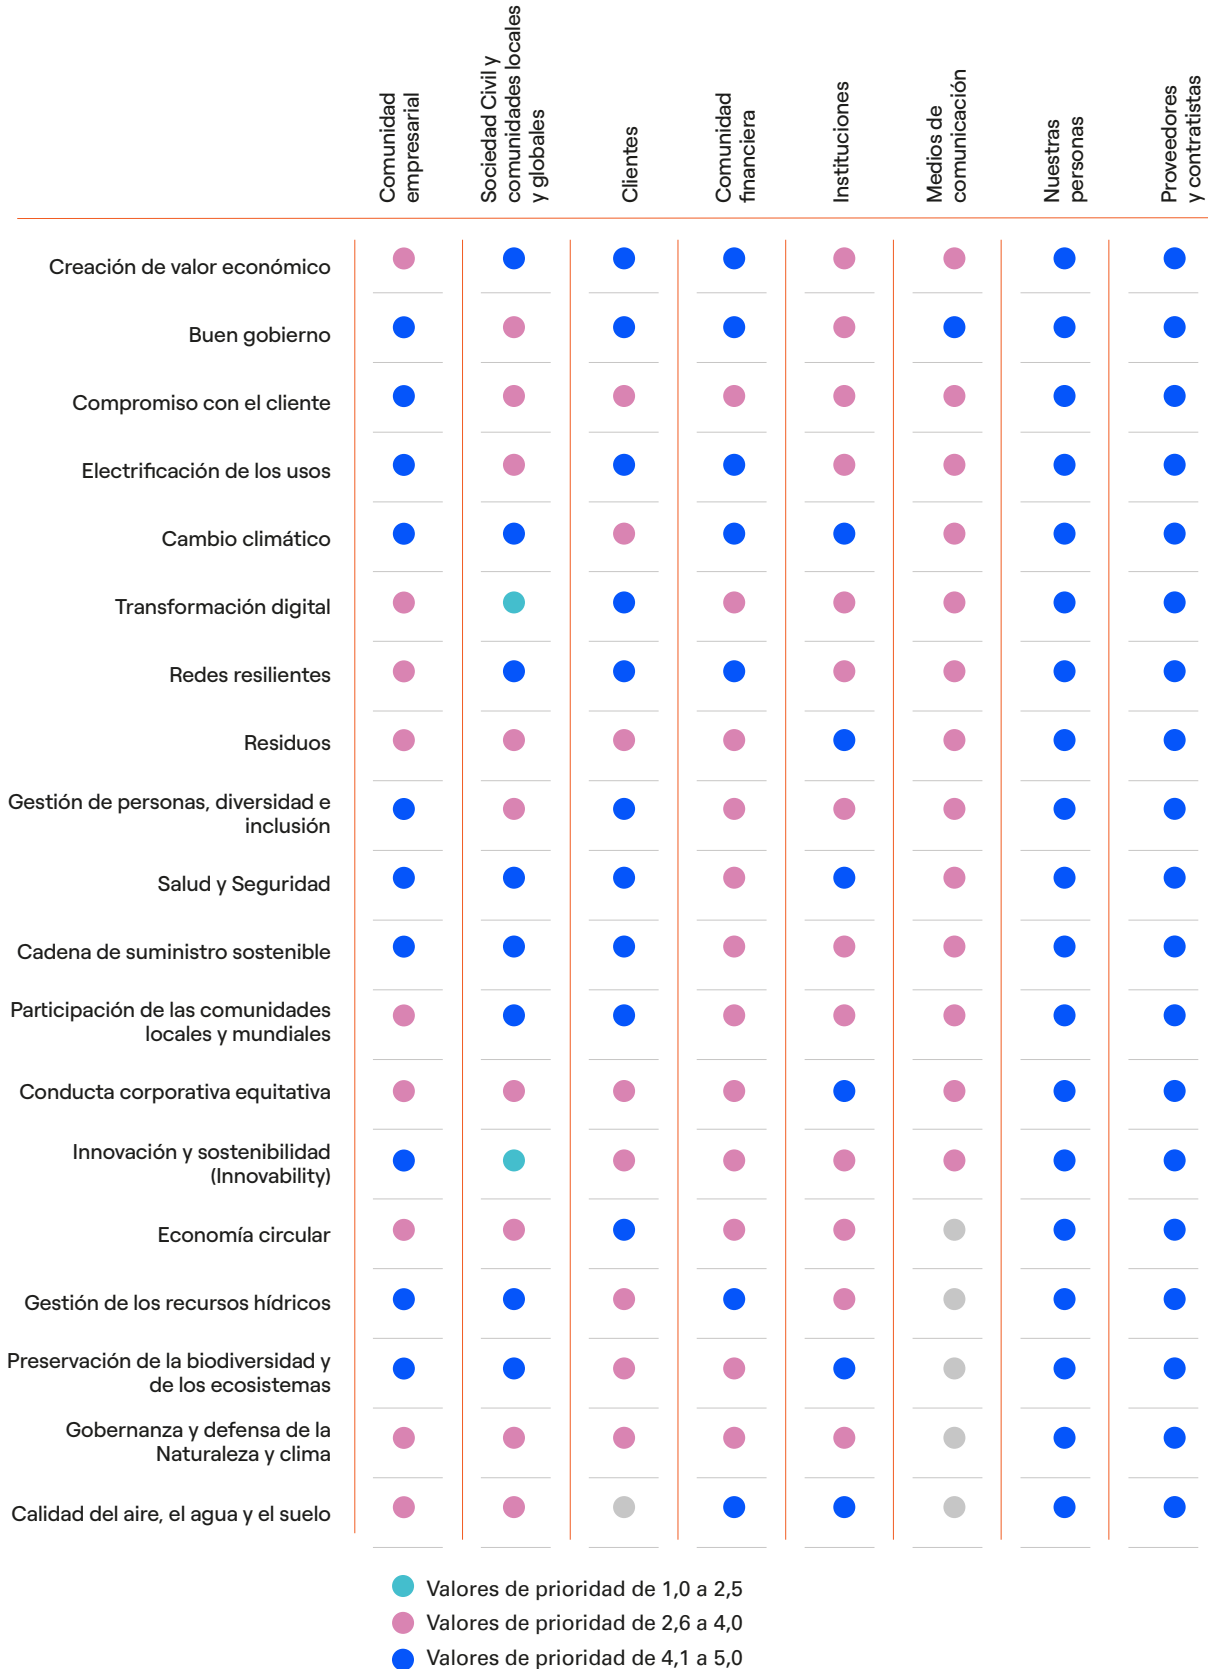 Comunidad
empresarial
Sociedad Civil y
comunidades locales
y globales
Clientes
Comunidad
financiera
Instituciones
Medios de
comunicación
Nuestras
personas
Proveedores
y contratistas
Creación de valor económico
Buen gobierno
Compromiso con el cliente
Electrificación de los usos
Cambio climático
Transformación digital
Redes resilientes
Residuos
Gestión de personas, diversidad e
inclusión
Salud y Seguridad
Cadena de suministro sostenible
Participación de las comunidades
locales y mundiales
Conducta corporativa equitativa
Innovación y sostenibilidad
(Innovability)
Economía circular
Gestión de los recursos hídricos
Preservación de la biodiversidad y
de los ecosistemas
Gobernanza y defensa de la
Naturaleza y clima
Calidad del aire, el agua y el suelo
Valores de prioridad de 1,0 a 2,5
Valores de prioridad de 2,6 a 4,0
Valores de prioridad de 4,1 a 5,0